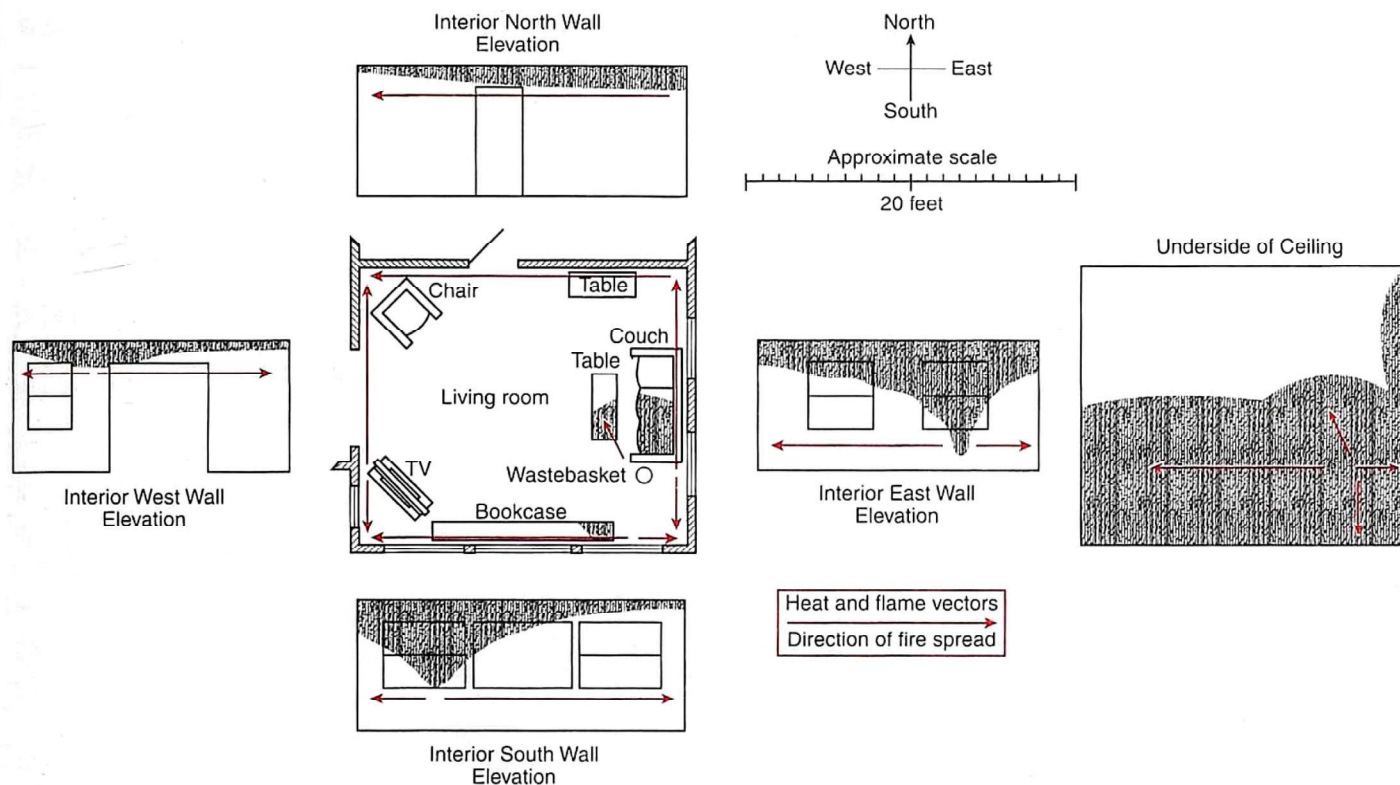 Interior North Wall
Elevation
North
West
East
South
Approximate scale
20 feet
Underside of Ceiling
Chair
Table
Couch
Table
Living room
TV
Wastebasket
Bookcase
Interior West Wall
Elevation
Interior East Wall
Elevation
Heat and flame vectors
Direction of fire spread
Interior South Wall
Elevation